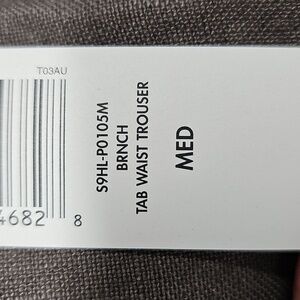 T03AU
4682 8
S9HL-P0105M
BRNCH
TAB WAIST TROUSER
MED